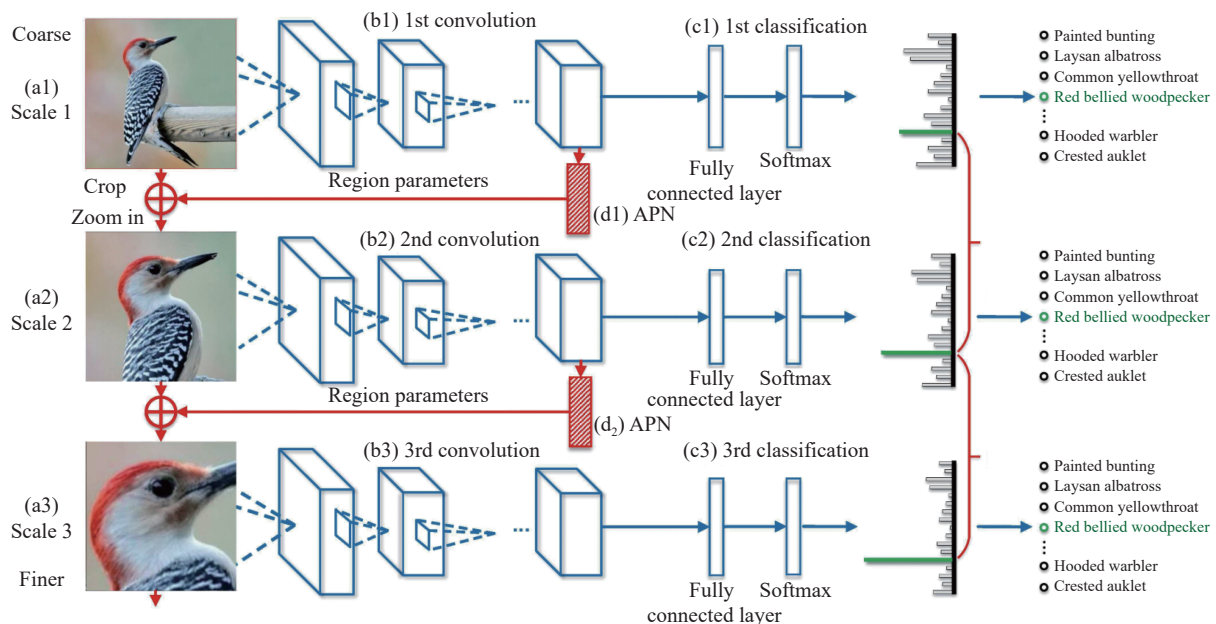 Coarse
(a1)
Scale 1
(b1) 1st convolution
(c1) 1st classification
...
Fully
connected layer
Softmax
Painted bunting
Laysan albatross
Common yellowthroat
Red bellied woodpecker
⋮
Hooded warbler
Crested auklet
Crop
Zoom in
Region parameters
(d1) APN
(a2)
Scale 2
(b2) 2nd convolution
(c2) 2nd classification
...
Fully
connected layer
Softmax
Painted bunting
Laysan albatross
Common yellowthroat
Red bellied woodpecker
⋮
Hooded warbler
Crested auklet
Region parameters
(d₂) APN
(a3)
Scale 3
Finer
(b3) 3rd convolution
(c3) 3rd classification
...
Fully
connected layer
Softmax
Painted bunting
Laysan albatross
Common yellowthroat
Red bellied woodpecker
⋮
Hooded warbler
Crested auklet